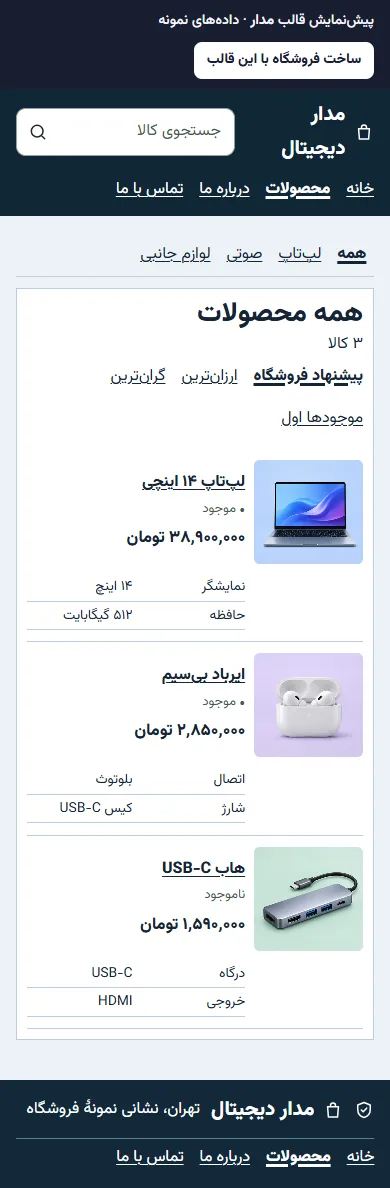 پیش‌نمایش قالب مدار · داده‌های نمونه
ساخت فروشگاه با این قالب
مدار
دیجیتال
جستجوی کالا
خانه محصولات درباره ما تماس با ما
همه لپ‌تاپ صوتی لوازم جانبی
همه محصولات
۳ کالا
پیشنهاد فروشگاه ارزان‌ترین گران‌ترین
موجودها اول
لپ‌تاپ ۱۴ اینچی
• موجود
۳۸,۹۰۰,۰۰۰ تومان
نمایشگر ۱۴ اینچ
حافظه ۵۱۲ گیگابایت
ایرباد بی‌سیم
• موجود
۲,۸۵۰,۰۰۰ تومان
اتصال بلوتوث
شارژ کیس USB-C
هاب USB-C
ناموجود
۱,۵۹۰,۰۰۰ تومان
درگاه USB-C
خروجی HDMI
مدار دیجیتال تهران، نشانی نمونهٔ فروشگاه
خانه محصولات درباره ما تماس با ما